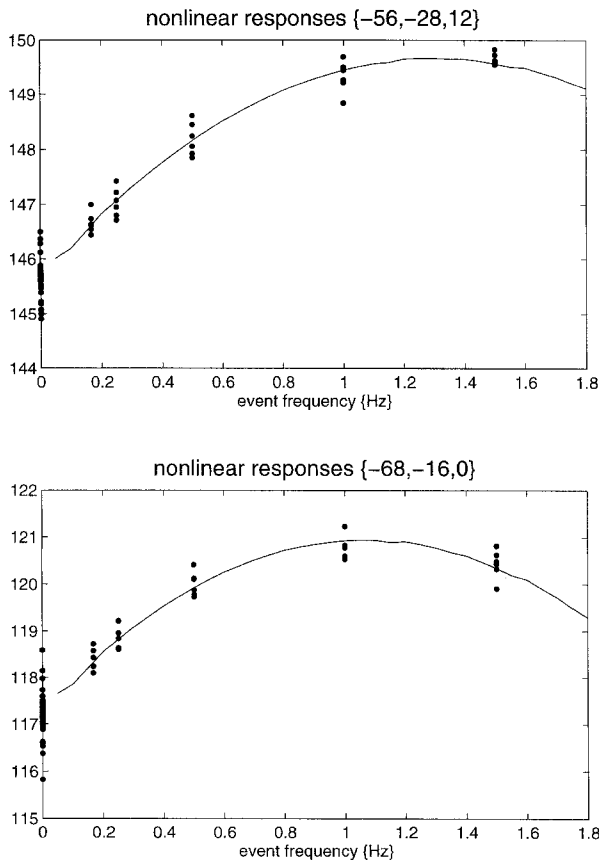 nonlinear responses {-56,-28,12}
150
149
148
147
146
145
144
0 0.2 0.4 0.6 0.8 1 1.2 1.4 1.6 1.8
event frequency {Hz}
nonlinear responses {-68,-16,0}
122
121
120
119
118
117
116
115
0 0.2 0.4 0.6 0.8 1 1.2 1.4 1.6 1.8
event frequency {Hz}